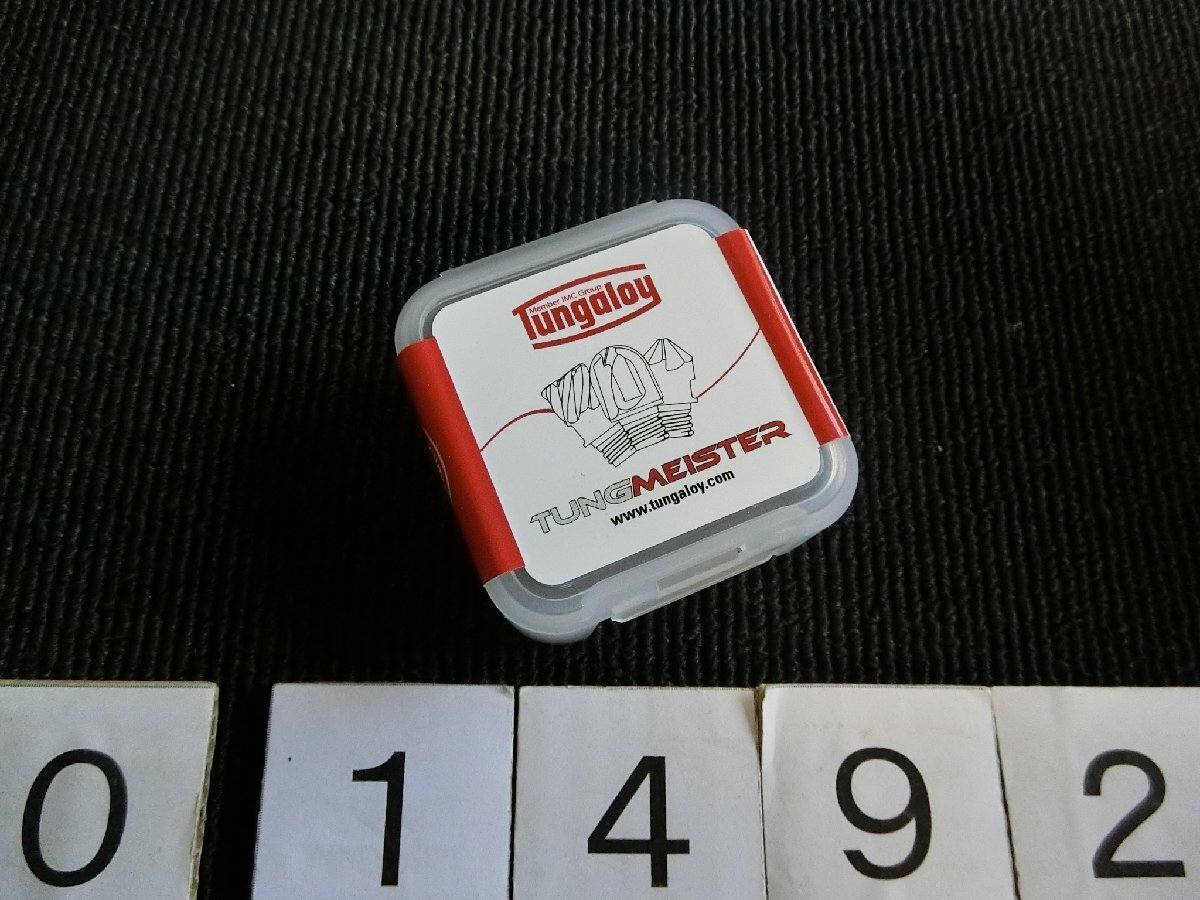 Member IMC Group
Tungaloy
TUNGMEISTER
www.tungaloy.com
0 1 4 9 2